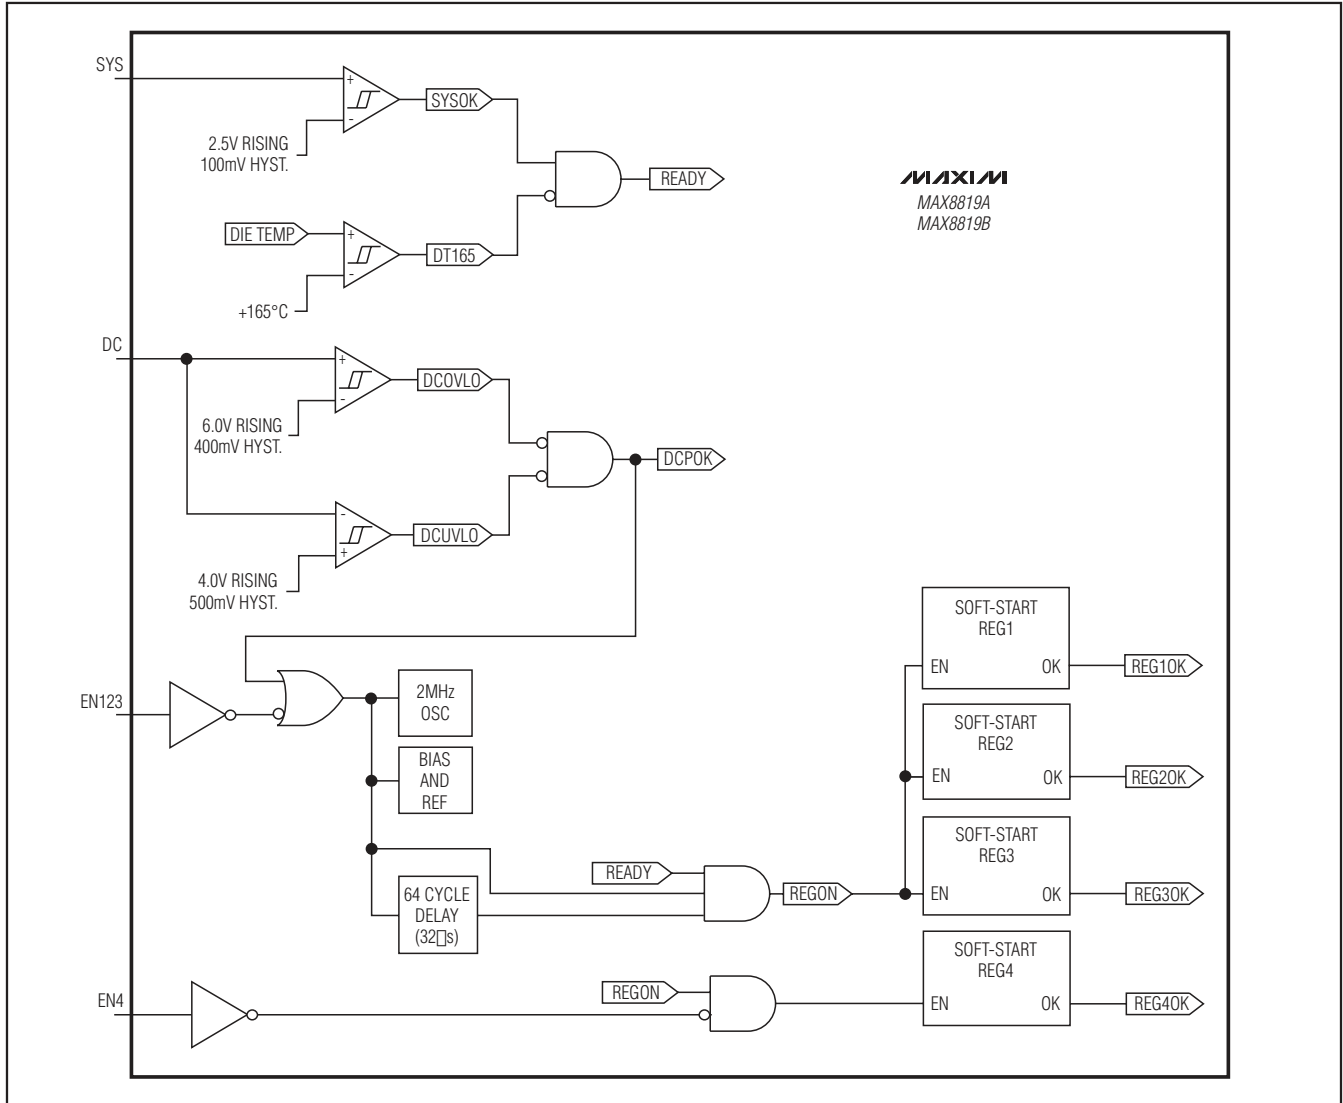 SYS
+
SYSOK
-
2.5V RISING
100mV HYST.
READY
MAXIM
MAX8819A
MAX8819B
DIE TEMP
+
DT165
-
+165°C
DC
+
DCOVLO
-
6.0V RISING
400mV HYST.
DCPOK
-
DCUVLO
+
4.0V RISING
500mV HYST.
SOFT-START
REG1
EN
OK
REG1OK
EN123
2MHz
OSC
SOFT-START
REG2
EN
OK
REG2OK
BIAS
AND
REF
SOFT-START
REG3
EN
OK
REG3OK
READY
REGON
64 CYCLE
DELAY
(32□s)
SOFT-START
REG4
EN
OK
REG4OK
REGON
EN4